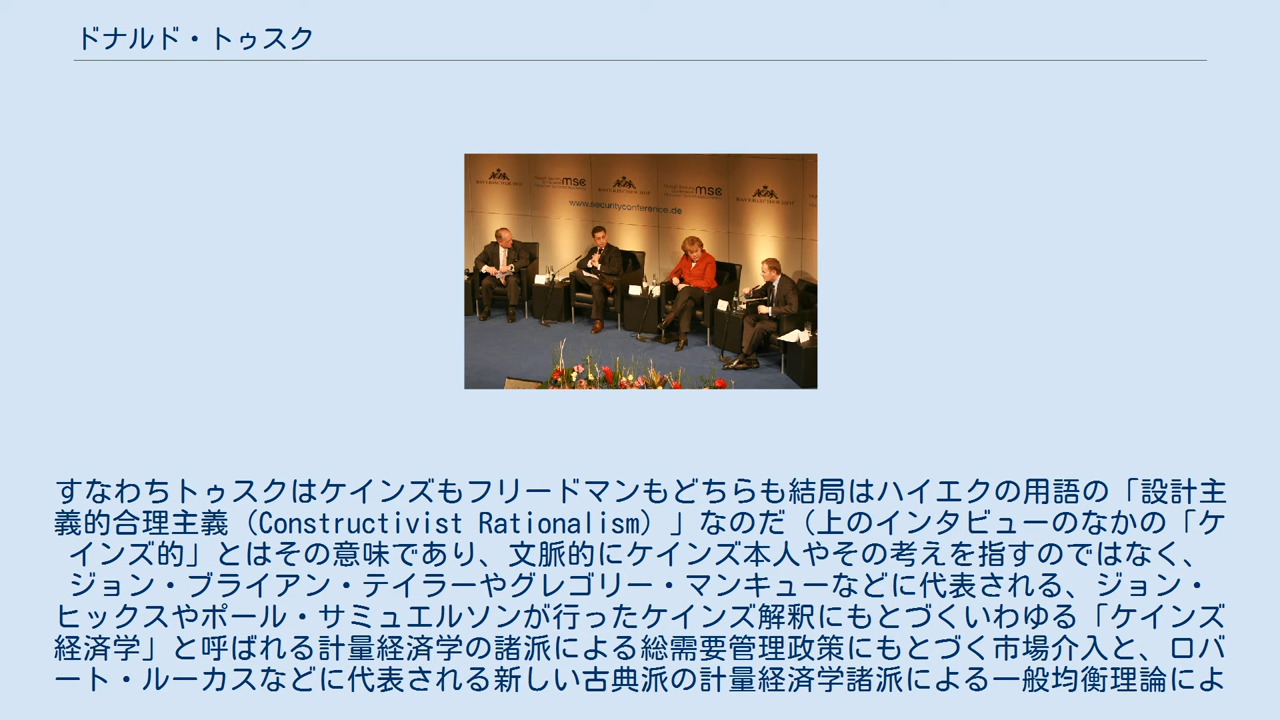 ドナルド・トゥスク
msc
msc
www.securityconference.de
すなわちトゥスクはケインズもフリードマンもどちらも結局はハイエクの用語の「設計主
義的合理主義（Constructivist Rationalism）」なのだ（上のインタビューのなかの「ケ
インズ的」とはその意味であり、文脈的にケインズ本人やその考えを指すのではなく、
ジョン・ブライアン・テイラーやグレゴリー・マンキューなどに代表される、ジョン・
ヒックスやポール・サミュエルソンが行ったケインズ解釈にもとづくいわゆる「ケインズ
経済学」と呼ばれる計量経済学の諸派による総需要管理政策にもとづく市場介入と、ロバ
ート・ルーカスなどに代表される新しい古典派の計量経済学諸派による一般均衡理論によ